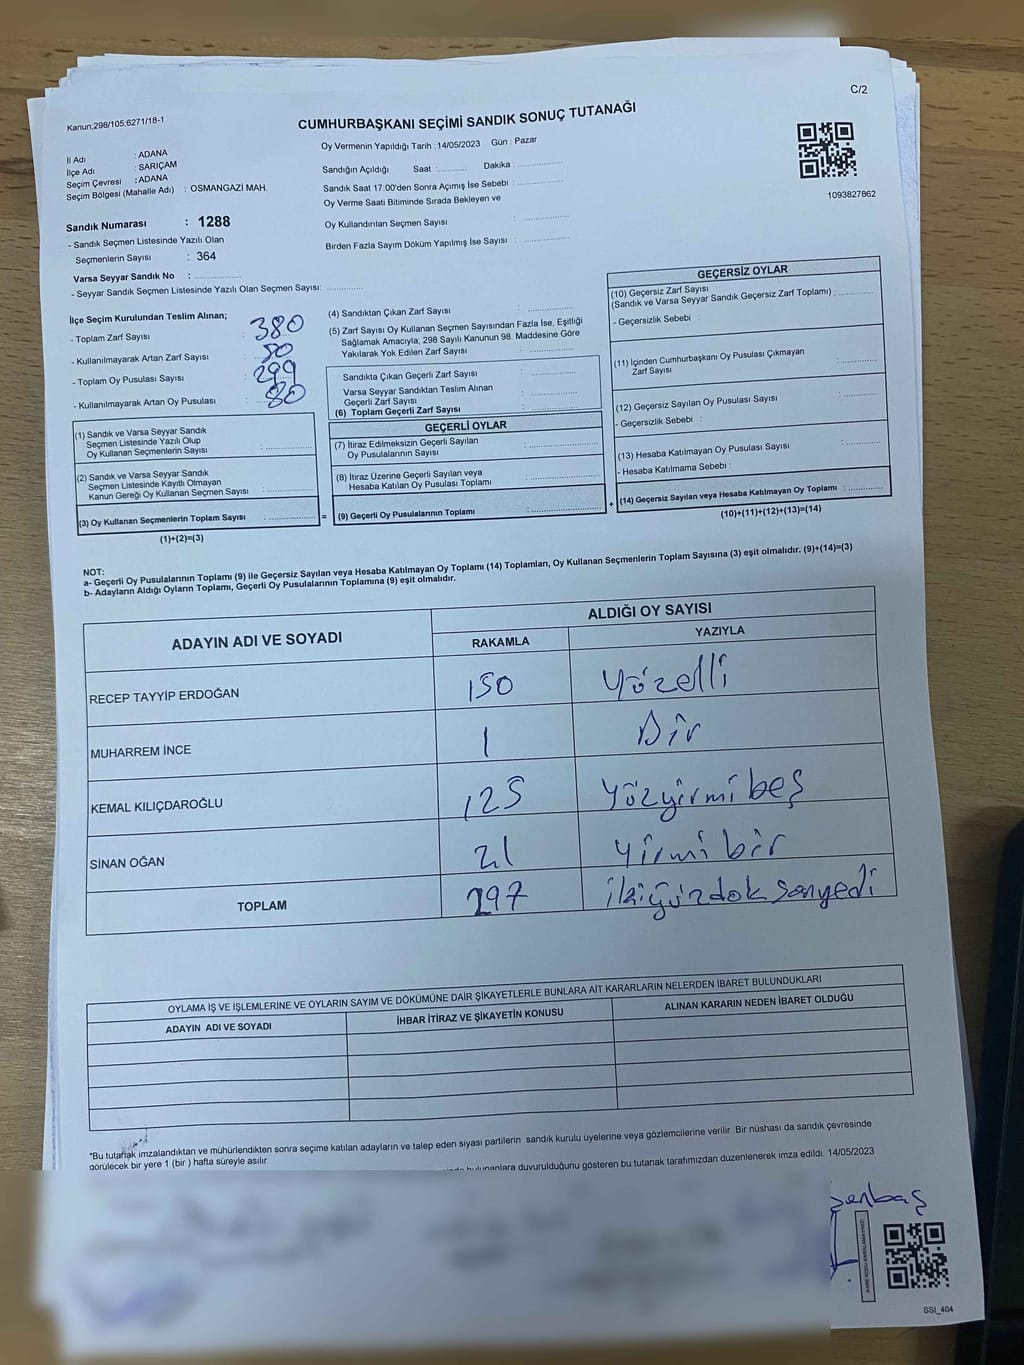 C/2
Kanun;298/105,6271/18-1
CUMHURBAŞKANI SEÇİMİ SANDIK SONUÇ TUTANAĞI
Oy Vermenin Yapıldığı Tarih :14/05/2023 Gün : Pazar
İl Adı : ADANA
İlçe Adı : SARIÇAM
Seçim Çevresi : ADANA
Seçim Bölgesi (Mahalle Adı) : OSMANGAZİ MAH.
Sandığın Açıldığı Saat :.......... Dakika :..............
Sandık Saat 17:00'den Sonra Açımış İse Sebebi :..............
Oy Verme Saati Bitiminde Sırada Bekleyen ve
Oy Kullandırılan Seçmen Sayısı : ..............
Birden Fazla Sayım Döküm Yapılmış İse Sayısı : ..............
1093827862
Sandık Numarası : 1288
- Sandık Seçmen Listesinde Yazılı Olan
Seçmenlerin Sayısı : 364
Varsa Seyyar Sandık No : ..............
- Seyyar Sandık Seçmen Listesinde Yazılı Olan Seçmen Sayısı: ............
İlçe Seçim Kurulundan Teslim Alınan;
- Toplam Zarf Sayısı : 380
- Kullanılmayarak Artan Zarf Sayısı : 80
- Toplam Oy Pusulası Sayısı : 299
- Kullanılmayarak Artan Oy Pusulası : 80
(1) Sandık ve Varsa Seyyar Sandık
Seçmen Listesinde Yazılı Olup
Oy Kullanan Seçmenlerin Sayısı : ..............
(2) Sandık ve Varsa Seyyar Sandık
Seçmen Listesinde Kayıtlı Olmayan
Kanun Gereği Oy Kullanan Seçmen Sayısı : ..............
(3) Oy Kullanan Seçmenlerin Toplam Sayısı : .............. =
(1)+(2)=(3)
(4) Sandıktan Çıkan Zarf Sayısı : ..............
(5) Zarf Sayısı Oy Kullanan Seçmen Sayısından Fazla İse, Eşitliği
Sağlamak Amacıyla, 298 Sayılı Kanunun 98. Maddesine Göre
Yakılarak Yok Edilen Zarf Sayısı : ..............
Sandıkta Çıkan Geçerli Zarf Sayısı : ..............
Varsa Seyyar Sandıktan Teslim Alınan
Geçerli Zarf Sayısı : ..............
(6) Toplam Geçerli Zarf Sayısı : ..............
GEÇERLİ OYLAR
(7) İtiraz Edilmeksizin Geçerli Sayılan
Oy Pusulalarının Sayısı : ..............
(8) İtiraz Üzerine Geçerli Sayılan veya
Hesaba Katılan Oy Pusulası Toplamı : ..............
(9) Geçerli Oy Pusulalarının Toplamı : .............. +
GEÇERSİZ OYLAR
(10) Geçersiz Zarf Sayısı
(Sandık ve Varsa Seyyar Sandık Geçersiz Zarf Toplamı) : ............
- Geçersizlik Sebebi :
(11) İçinden Cumhurbaşkanı Oy Pusulası Çıkmayan
Zarf Sayısı : ............
(12) Geçersiz Sayılan Oy Pusulası Sayısı : ............
- Geçersizlik Sebebi :
(13) Hesaba Katılmayan Oy Pusulası Sayısı : ............
- Hesaba Katılmama Sebebi :
(14) Geçersiz Sayılan veya Hesaba Katılmayan Oy Toplamı : ............
(10)+(11)+(12)+(13)=(14)
NOT:
a- Geçerli Oy Pusulalarının Toplamı (9) ile Geçersiz Sayılan veya Hesaba Katılmayan Oy Toplamı (14) Toplamları, Oy Kullanan Seçmenlerin Toplam Sayısına (3) eşit olmalıdır. (9)+(14)=(3)
b- Adayların Aldığı Oyların Toplamı, Geçerli Oy Pusulalarının Toplamına (9) eşit olmalıdır.
ADAYIN ADI VE SOYADI ALDIĞI OY SAYISI
RAKAMLA YAZIYLA
RECEP TAYYİP ERDOĞAN 150 yözelli
MUHARREM İNCE 1 Bir
KEMAL KILIÇDAROĞLU 125 yözyirmi beş
SİNAN OĞAN 21 yirmi bir
TOPLAM 297 ikiyüzdoksanyedi
OYLAMA İŞ VE İŞLEMLERİNE VE OYLARIN SAYIM VE DÖKÜMÜNE DAİR ŞİKAYETLERLE BUNLARA AİT KARARLARIN NELERDEN İBARET BULUNDUKLARI
ADAYIN ADI VE SOYADI İHBAR İTİRAZ VE ŞİKAYETİN KONUSU ALINAN KARARIN NEDEN İBARET OLDUĞU
"Bu tutanak imzalandıktan ve mühürlendikten sonra seçime katılan adayların ve talep eden siyasi partilerin sandık kurulu üyelerine veya gözlemcilerine verilir Bir nüshası da sandık çevresinde
görülecek bir yere 1 (bir ) hafta süreyle asılır.
bulunanlara duyurulduğunu gösteren bu tutanak tarafımızdan düzenlenerek imza edildi. 14/05/2023
SSI_404